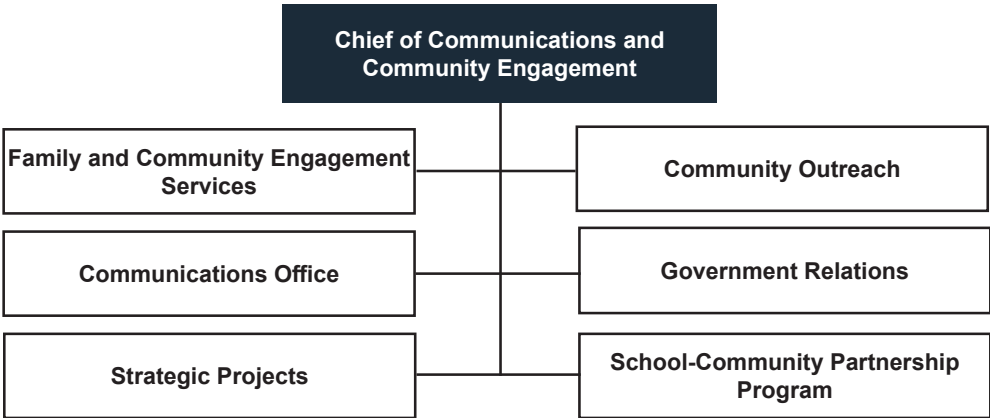 Chief of Communications and
Community Engagement
Family and Community Engagement
Services
Community Outreach
Communications Office
Government Relations
Strategic Projects
School-Community Partnership
Program